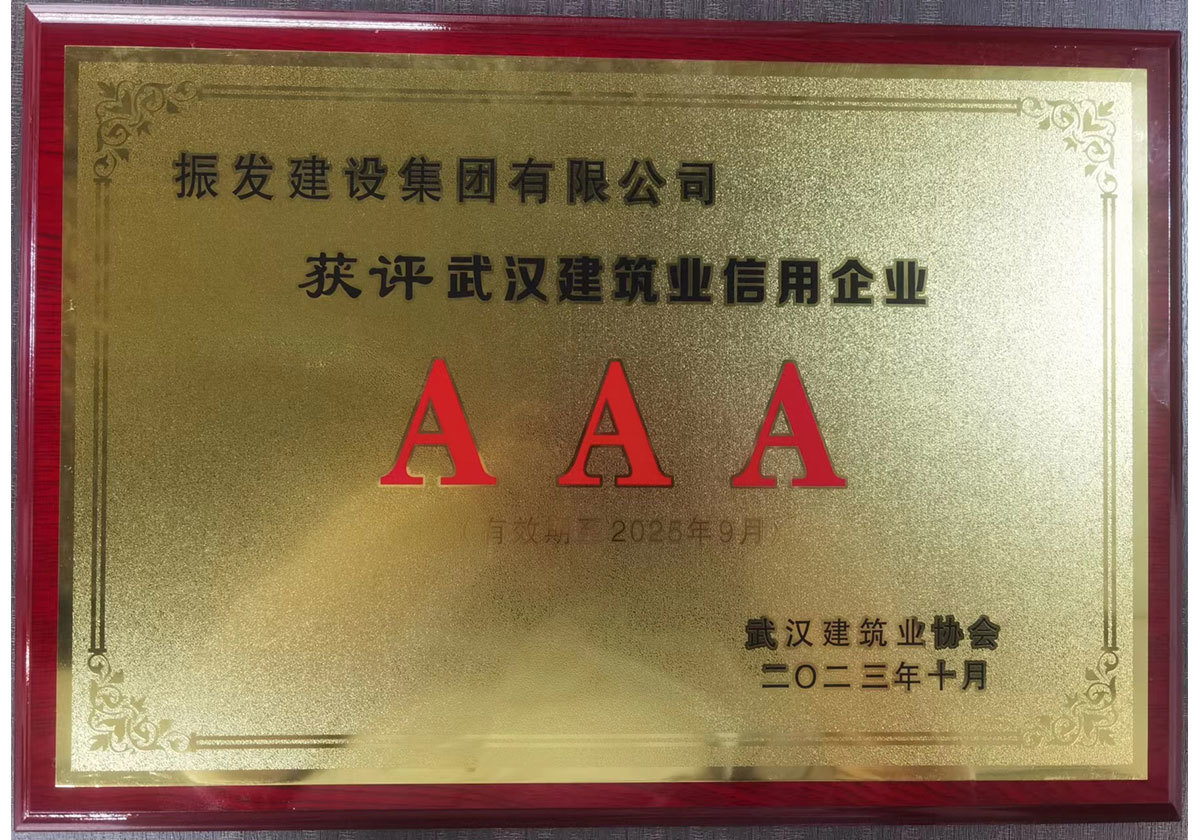 振发建设集团有限公司
获评武汉建筑业信用企业
A A A
（有效期至2025年9月）
武汉建筑业协会
二〇二三年十月